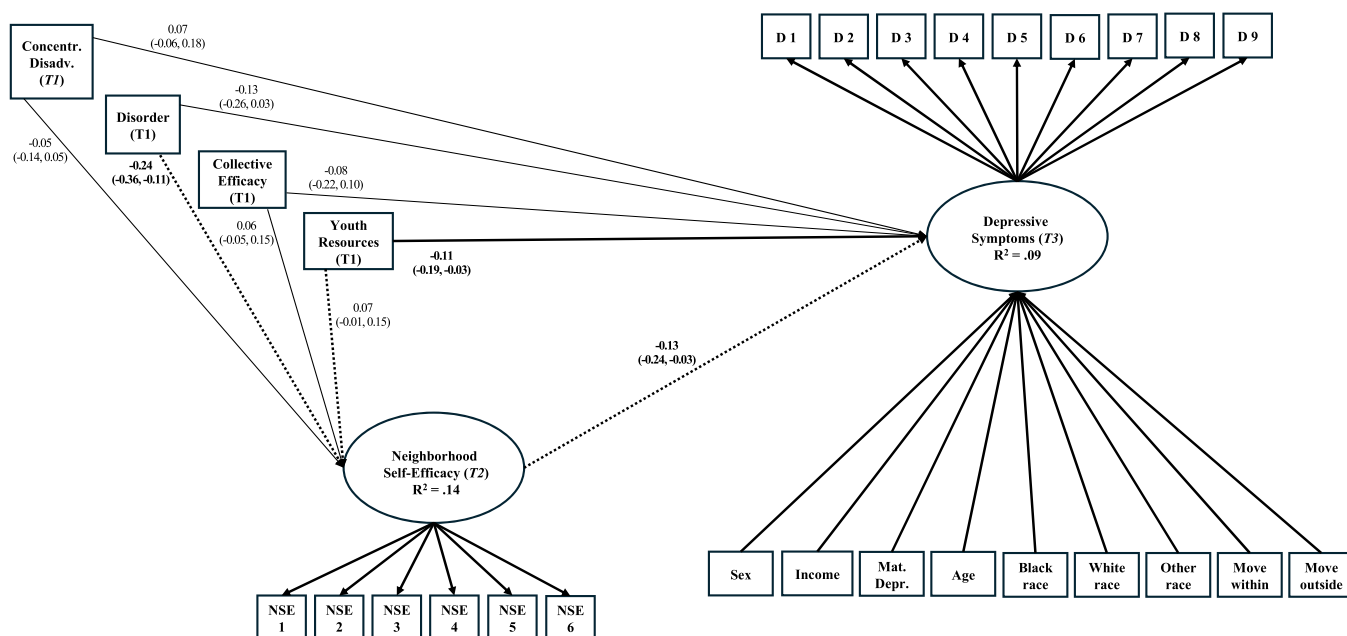 0.07
(-0.06, 0.18)
Concentr.
Disadv.
(T1)
D 1
D 2
D 3
D 4
D 5
D 6
D 7
D 8
D 9
-0.13
(-0.26, 0.03)
Disorder
(T1)
-0.05
(-0.14, 0.05)
-0.24
(-0.36, -0.11)
Collective
Efficacy
(T1)
-0.08
(-0.22, 0.10)
0.06
(-0.05, 0.15)
Youth
Resources
(T1)
-0.11
(-0.19, -0.03)
Depressive
Symptoms (T3)
R² = .09
0.07
(-0.01, 0.15)
-0.13
(-0.24, -0.03)
Neighborhood
Self-Efficacy (T2)
R² = .14
Sex
Income
Mat.
Depr.
Age
Black
race
White
race
Other
race
Move
within
Move
outside
NSE
1
NSE
2
NSE
3
NSE
4
NSE
5
NSE
6